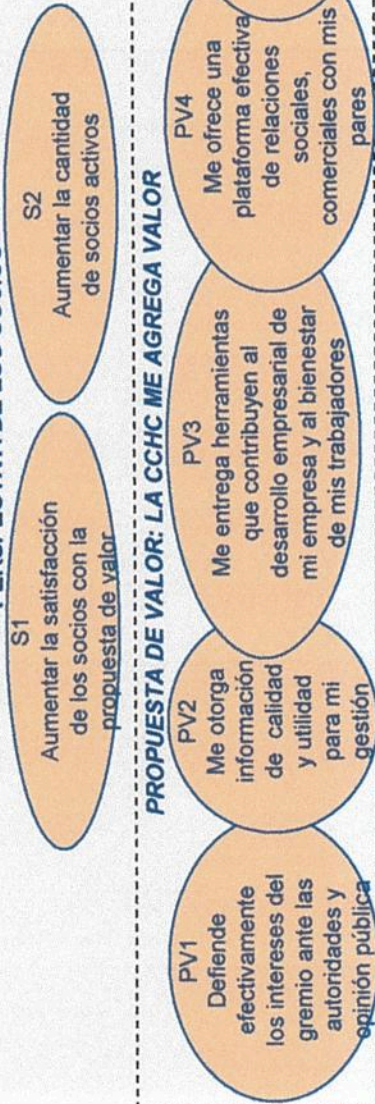 PERSPECTIVA DE LOS SOCIOS
S1
Aumentar la satisfacción
de los socios con la
propuesta de valor
S2
Aumentar la cantidad
de socios activos
PROPUESTA DE VALOR: LA CCHC ME AGREGA VALOR
PV1
Defiende
efectivamente
los intereses del
gremio ante las
autoridades y
opinión pública
PV2
Me otorga
información
de calidad
y utilidad
para mi
gestión
PV3
Me entrega herramientas
que contribuyen al
desarrollo empresarial de
mi empresa y al bienestar
de mis trabajadores
PV4
Me ofrece una
plataforma efectiva
de relaciones
sociales,
comerciales con mis
pares